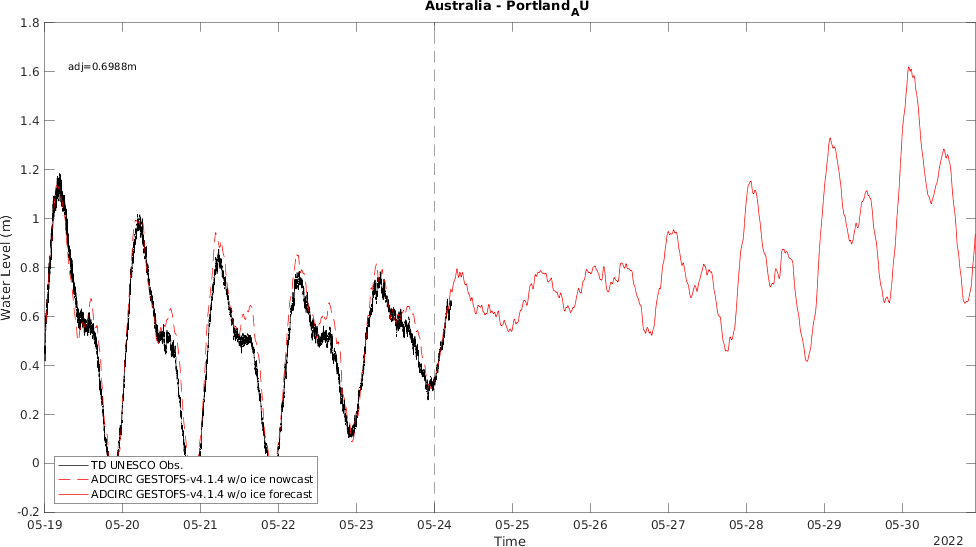 Australia - Portland_AU
1.8
1.6
adj=0.6988m
1.4
1.2
1
0.8
0.6
0.4
0.2
0
-0.2
Water Level (m)
TD UNESCO Obs.
ADCIRC GESTOFS-v4.1.4 w/o ice nowcast
ADCIRC GESTOFS-v4.1.4 w/o ice forecast
05-19 05-20 05-21 05-22 05-23 05-24 05-25 05-26 05-27 05-28 05-29 05-30
Time
2022